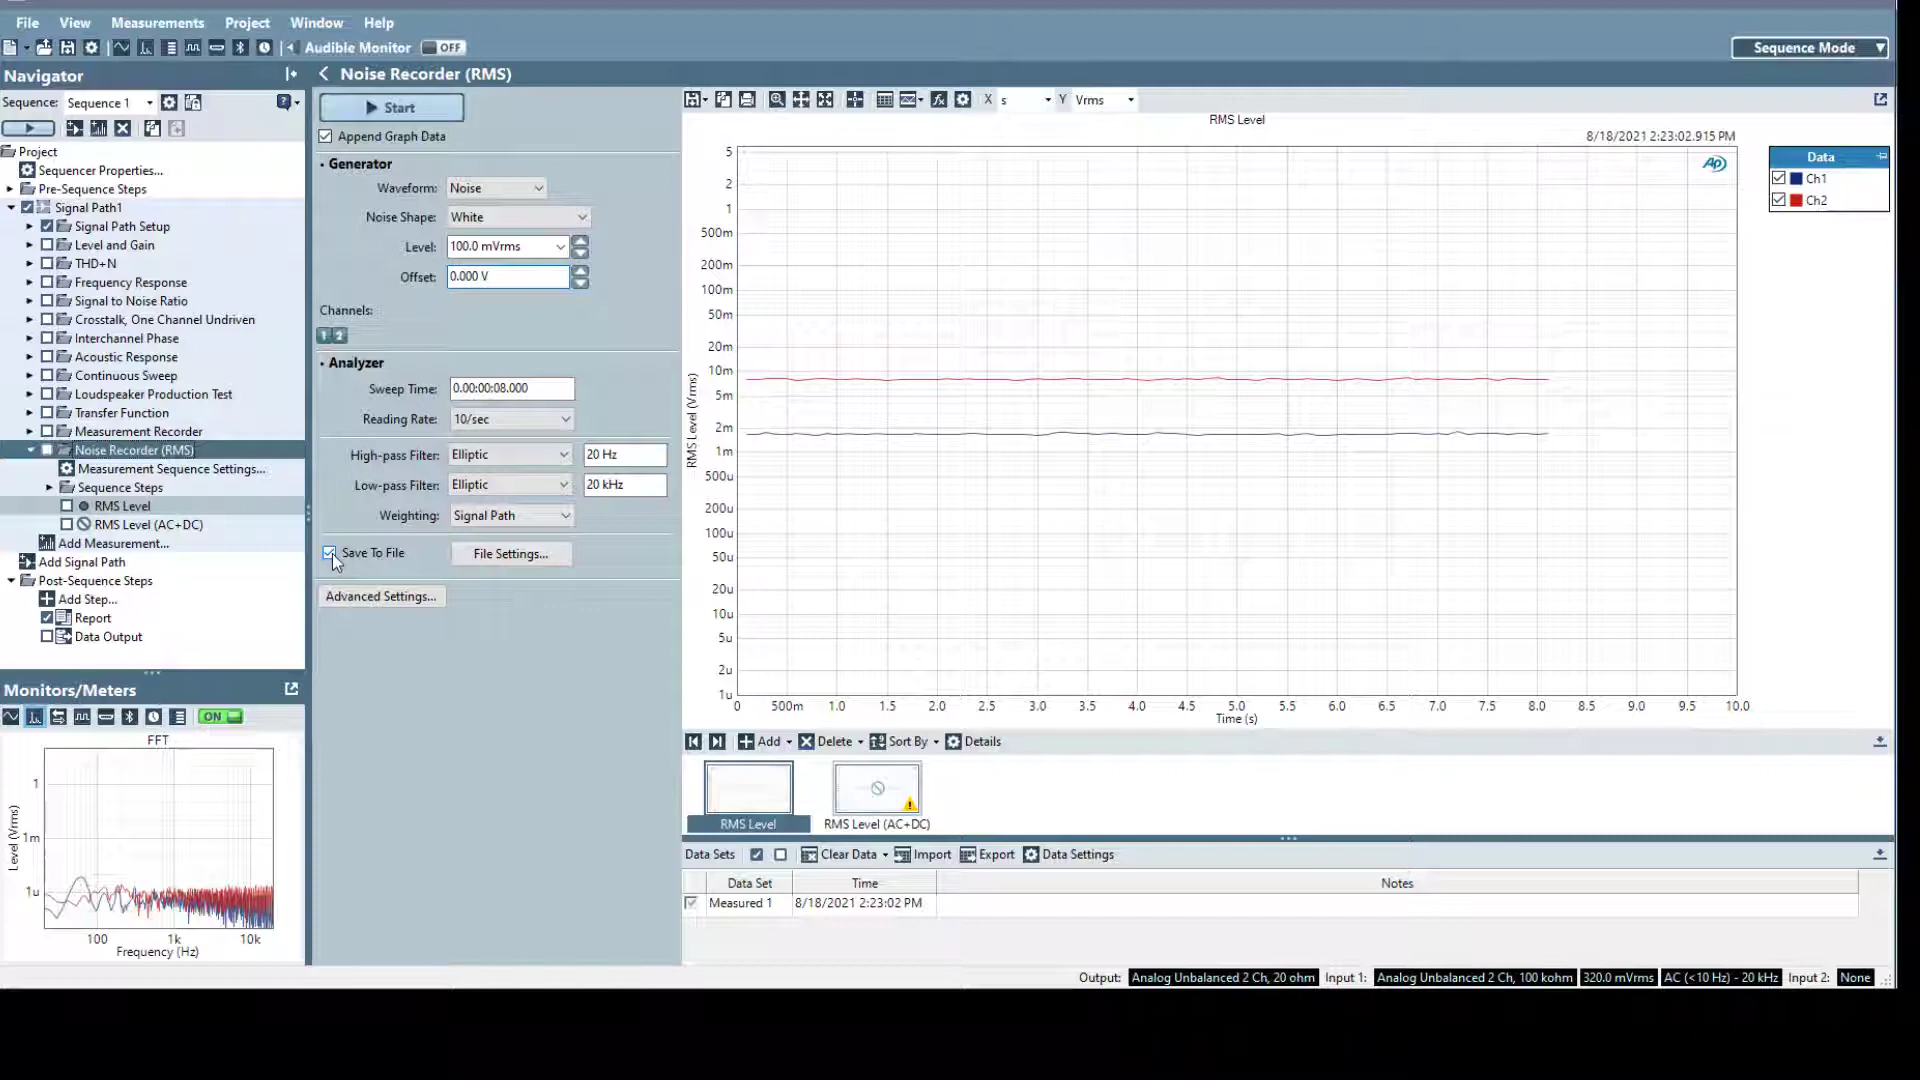 File View Measurements Project Window Help
Audible Monitor OFF
Sequence Mode
Navigator
Sequence: Sequence 1
Project
Sequencer Properties...
Pre-Sequence Steps
Signal Path1
Signal Path Setup
Level and Gain
THD+N
Frequency Response
Signal to Noise Ratio
Crosstalk, One Channel Undriven
Interchannel Phase
Acoustic Response
Continuous Sweep
Loudspeaker Production Test
Transfer Function
Measurement Recorder
Noise Recorder (RMS)
Measurement Sequence Settings...
Sequence Steps
RMS Level
RMS Level (AC+DC)
Add Measurement...
Add Signal Path
Post-Sequence Steps
Add Step...
Report
Data Output
Monitors/Meters
ON
FFT
Level (Vrms)
1
1m
1u
100 1k 10k
Frequency (Hz)
Noise Recorder (RMS)
Start
Append Graph Data
Generator
Waveform: Noise
Noise Shape: White
Level: 100.0 mVrms
Offset: 0.000 V
Channels:
1 2
Analyzer
Sweep Time: 0.00:00:08.000
Reading Rate: 10/sec
High-pass Filter: Elliptic 20 Hz
Low-pass Filter: Elliptic 20 kHz
Weighting: Signal Path
Save To File File Settings...
Advanced Settings...
X s Y Vrms
RMS Level
8/18/2021 2:23:02.915 PM
AP
Data
Ch1
Ch2
RMS Level (Vrms)
5
2
1
500m
200m
100m
50m
20m
10m
5m
2m
1m
500u
200u
100u
50u
20u
10u
5u
2u
1u
0 500m 1.0 1.5 2.0 2.5 3.0 3.5 4.0 4.5 5.0 5.5 6.0 6.5 7.0 7.5 8.0 8.5 9.0 9.5 10.0
Time (s)
Add Delete Sort By Details
RMS Level RMS Level (AC+DC)
Data Sets Clear Data Import Export Data Settings
Data Set Time Notes
Measured 1 8/18/2021 2:23:02 PM
Output: Analog Unbalanced 2 Ch, 20 ohm Input 1: Analog Unbalanced 2 Ch, 100 kohm 320.0 mVrms AC (<10 Hz) - 20 kHz Input 2: None